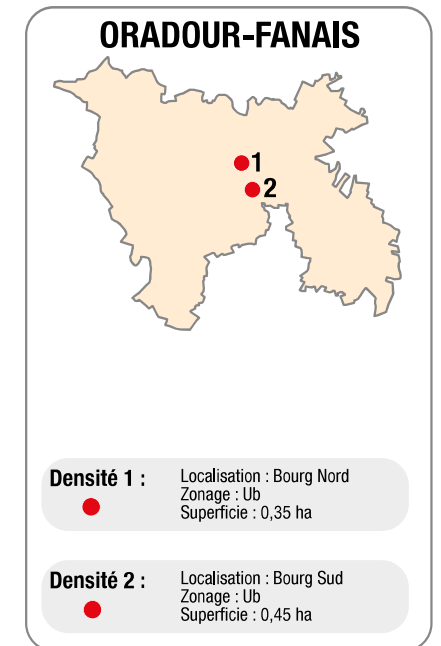 ORADOUR-FANAIS
1
2
Densité 1 :
Localisation : Bourg Nord
Zonage : Ub
Superficie : 0,35 ha
Densité 2 :
Localisation : Bourg Sud
Zonage : Ub
Superficie : 0,45 ha